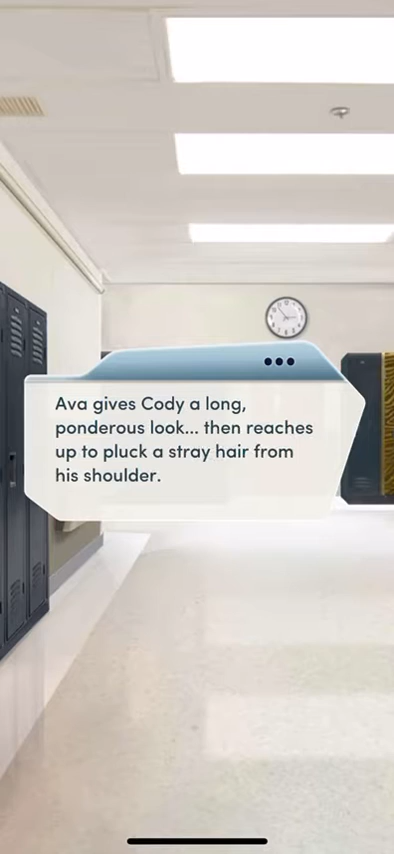 Ava gives Cody a long,
ponderous look... then reaches
up to pluck a stray hair from
his shoulder.